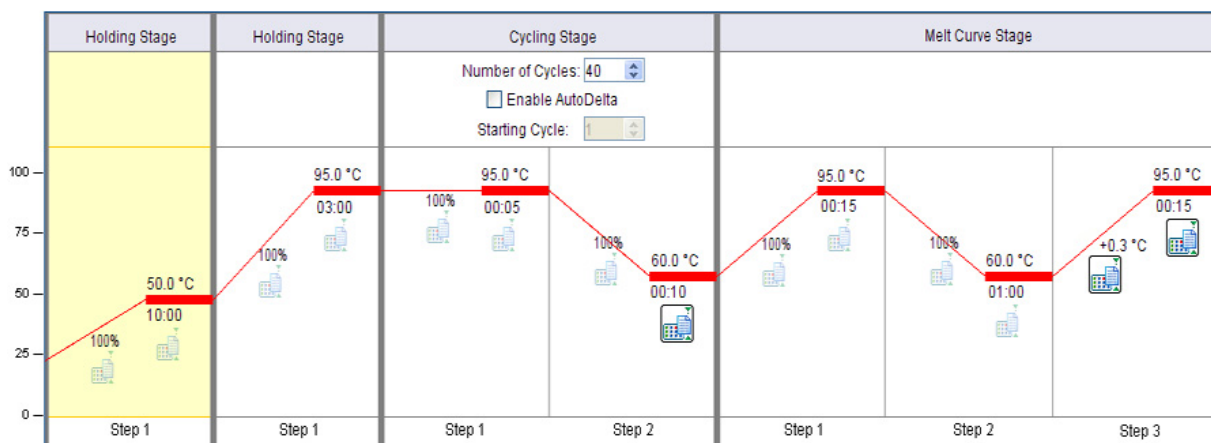 Holding Stage
Holding Stage
Cycling Stage
Melt Curve Stage
Number of Cycles: 40
Enable AutoDelta
Starting Cycle: 1
100
75
50
25
0
100%
50.0 °C
10:00
Step 1
100%
95.0 °C
03:00
Step 1
100%
95.0 °C
00:05
Step 1
100%
60.0 °C
00:10
Step 2
100%
95.0 °C
00:15
Step 1
100%
60.0 °C
01:00
Step 2
+0.3 °C
95.0 °C
00:15
Step 3